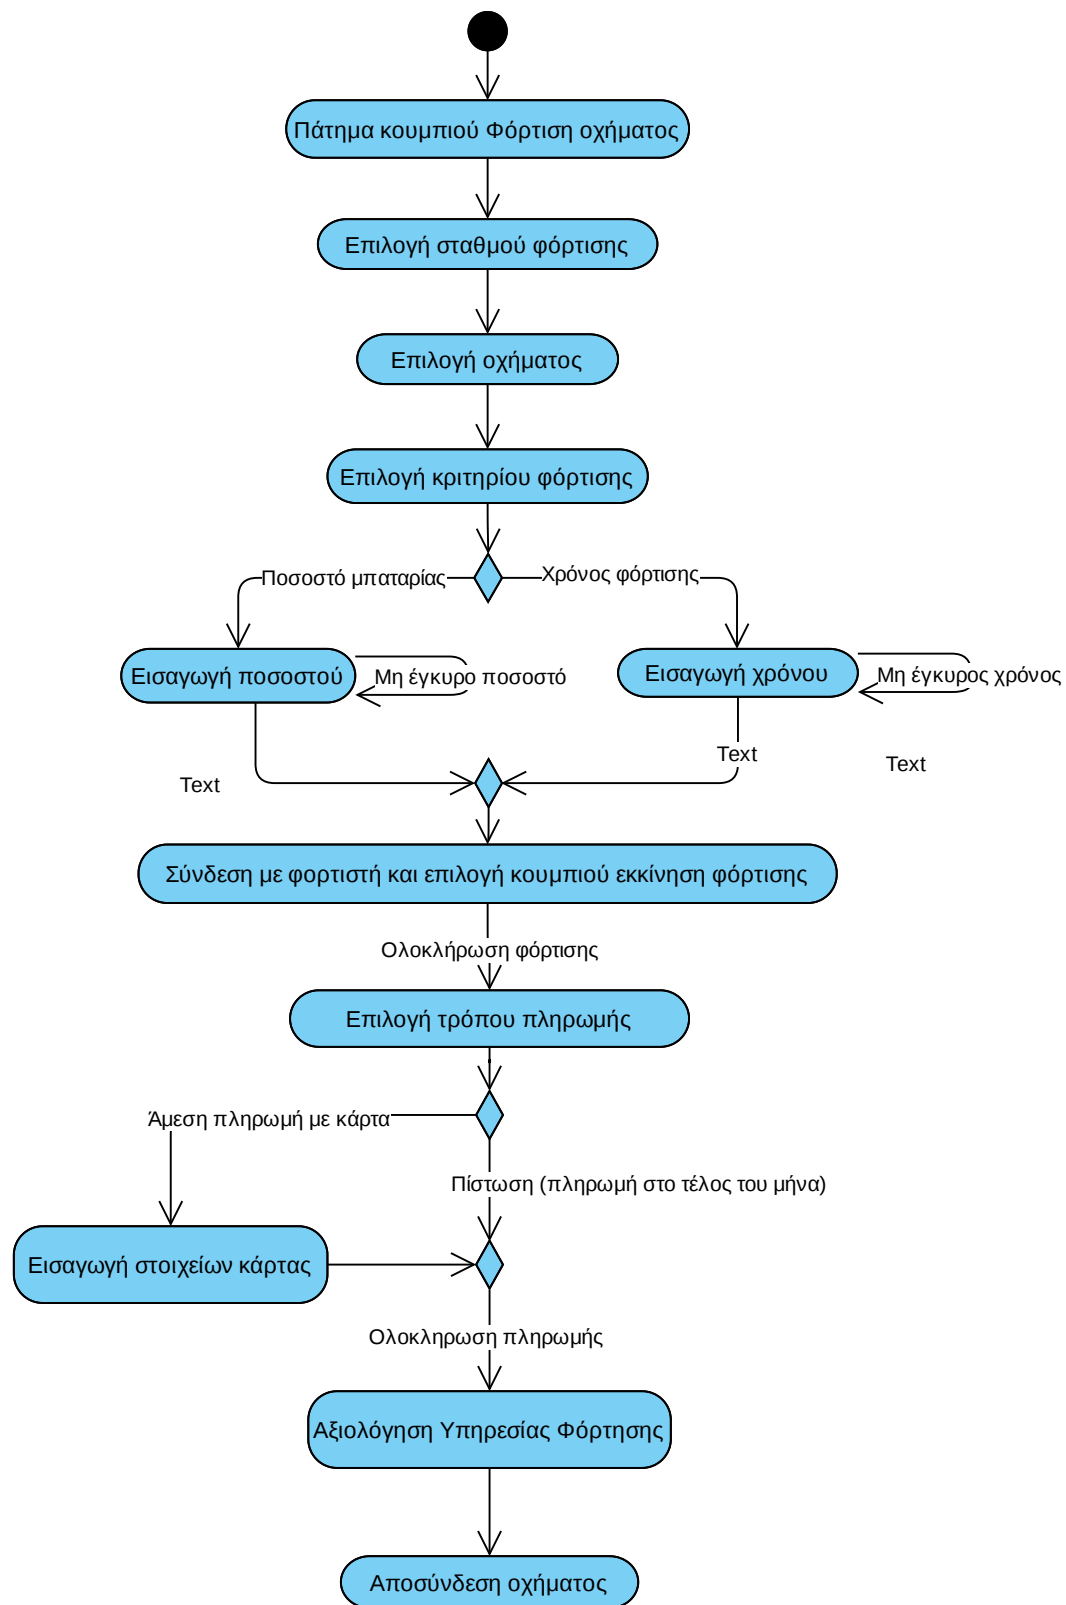 Πάτημα κουμπιού Φόρτιση οχήματος
Επιλογή σταθμού φόρτισης
Επιλογή οχήματος
Επιλογή κριτηρίου φόρτισης
Ποσοστό μπαταρίας
Χρόνος φόρτισης
Εισαγωγή ποσοστού
Μη έγκυρο ποσοστό
Εισαγωγή χρόνου
Μη έγκυρος χρόνος
Text
Text
Text
Σύνδεση με φορτιστή και επιλογή κουμπιού εκκίνηση φόρτισης
Ολοκλήρωση φόρτισης
Επιλογή τρόπου πληρωμής
Άμεση πληρωμή με κάρτα
Πίστωση (πληρωμή στο τέλος του μήνα)
Εισαγωγή στοιχείων κάρτας
Ολοκληρωση πληρωμής
Αξιολόγηση Υπηρεσίας Φόρτησης
Αποσύνδεση οχήματος